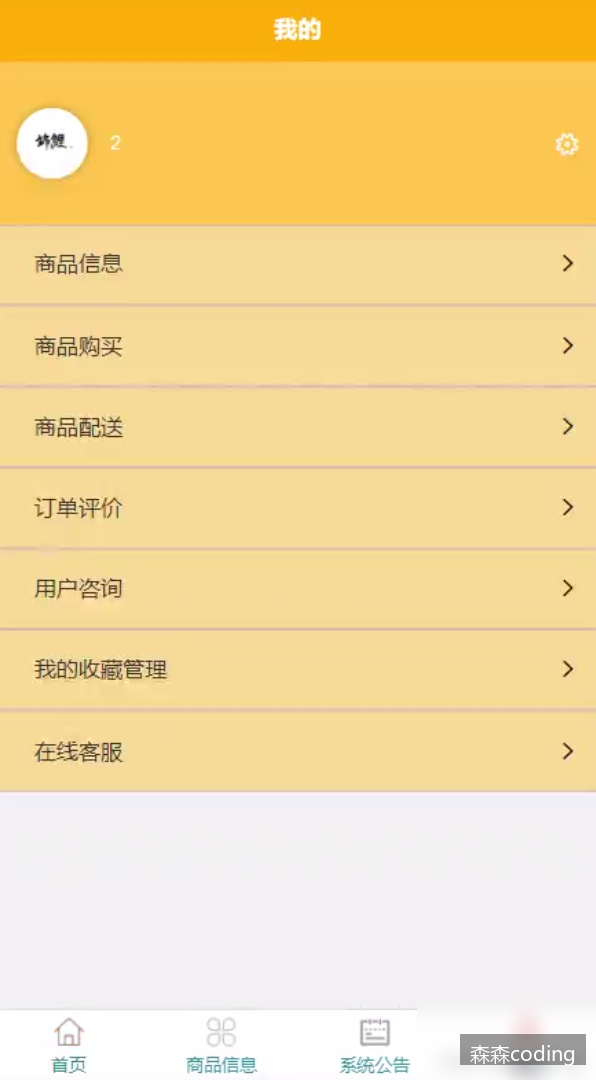 我的
锦鲤
2
商品信息
商品购买
商品配送
订单评价
用户咨询
我的收藏管理
在线客服
首页
商品信息
系统公告
森森coding